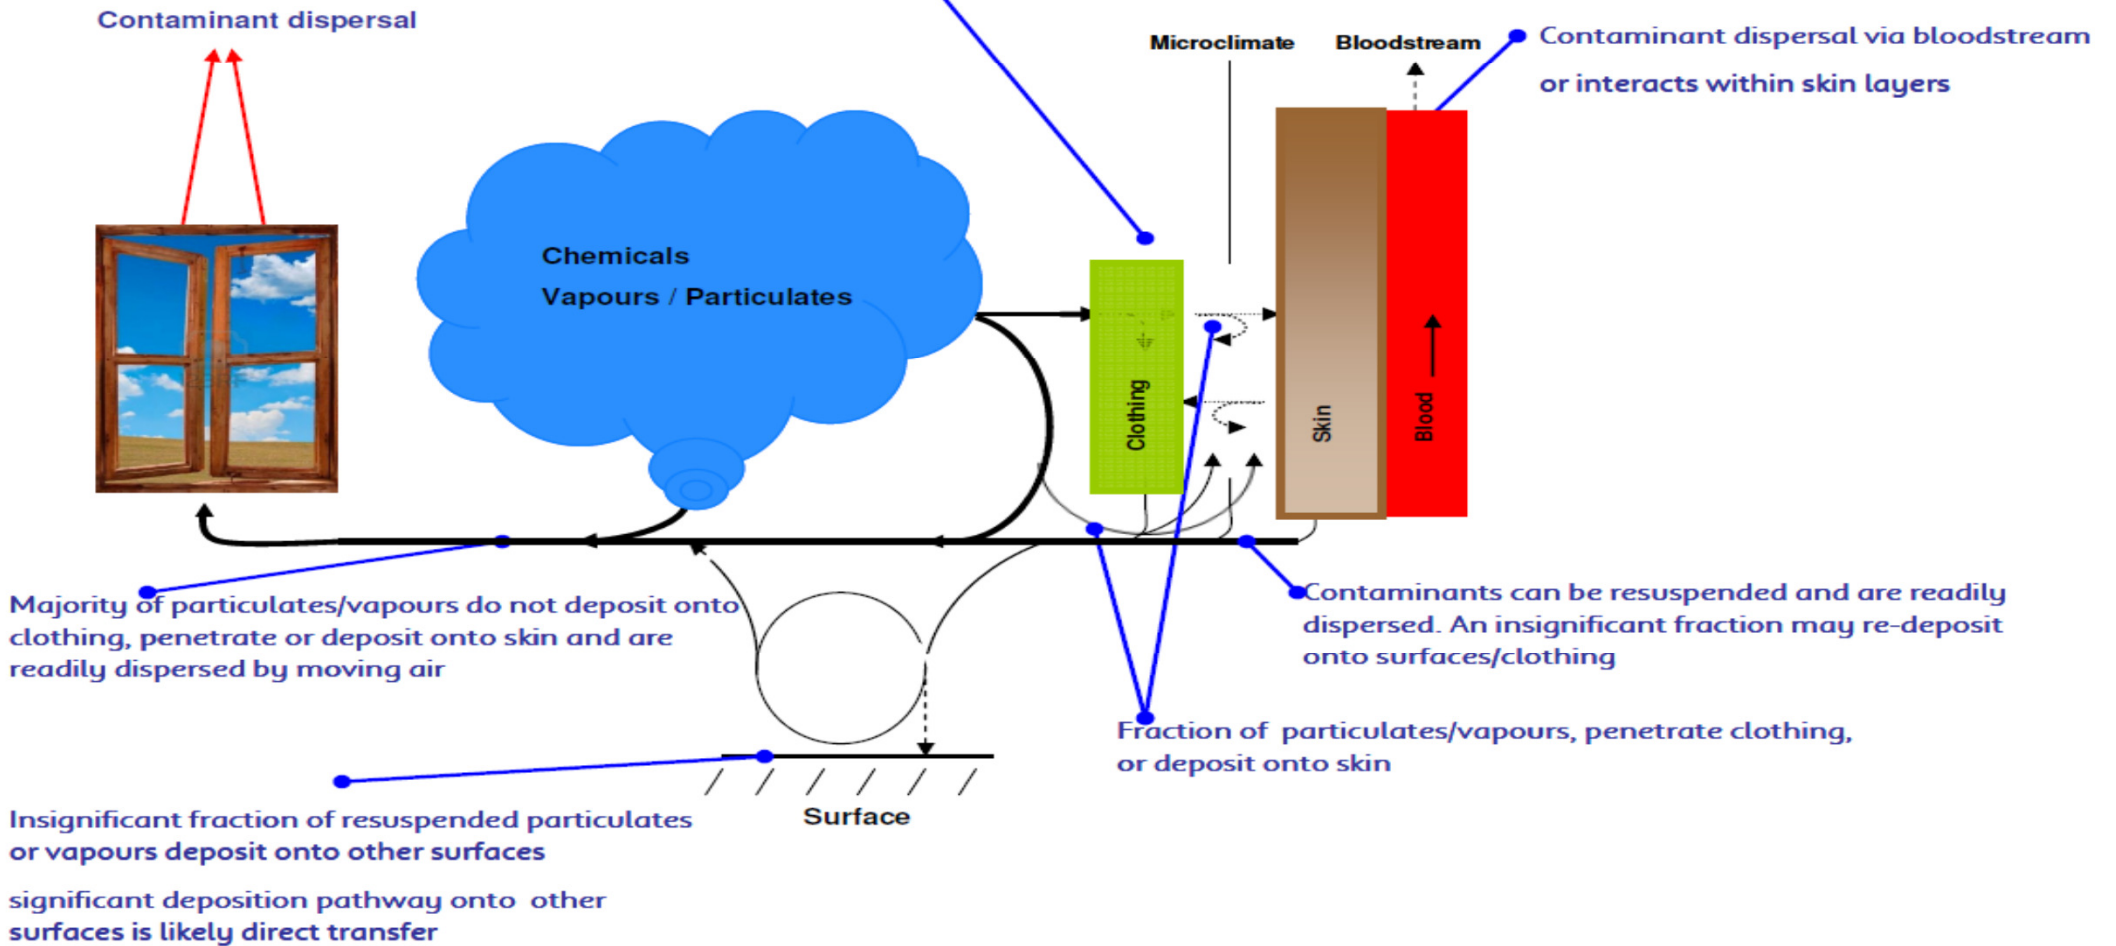 Contaminant dispersal
Microclimate
Bloodstream
Contaminant dispersal via bloodstream
or interacts within skin layers
Chemicals
Vapours / Particulates
Clothing
Skin
Blood
Majority of particulates/vapours do not deposit onto
clothing, penetrate or deposit onto skin and are
readily dispersed by moving air
Contaminants can be resuspended and are readily
dispersed. An insignificant fraction may re-deposit
onto surfaces/clothing
Fraction of particulates/vapours, penetrate clothing,
or deposit onto skin
Surface
Insignificant fraction of resuspended particulates
or vapours deposit onto other surfaces
significant deposition pathway onto other
surfaces is likely direct transfer